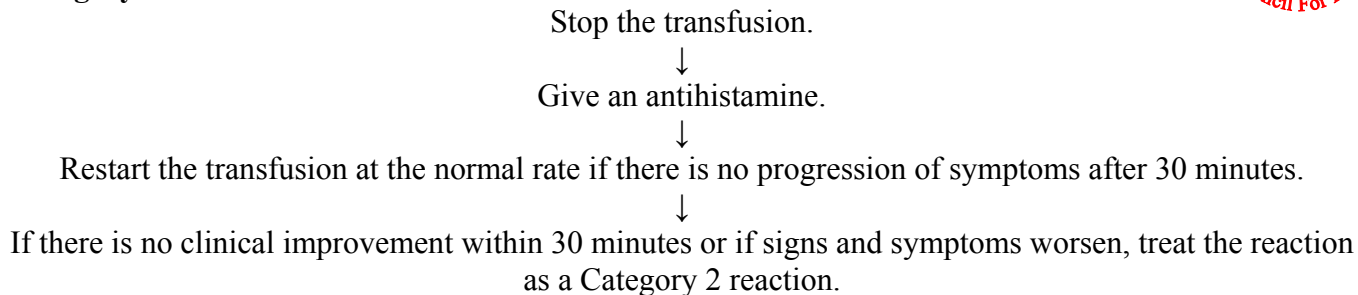 Stop the transfusion.
↓
Give an antihistamine.
↓
Restart the transfusion at the normal rate if there is no progression of symptoms after 30 minutes.
↓
If there is no clinical improvement within 30 minutes or if signs and symptoms worsen, treat the reaction
as a Category 2 reaction.